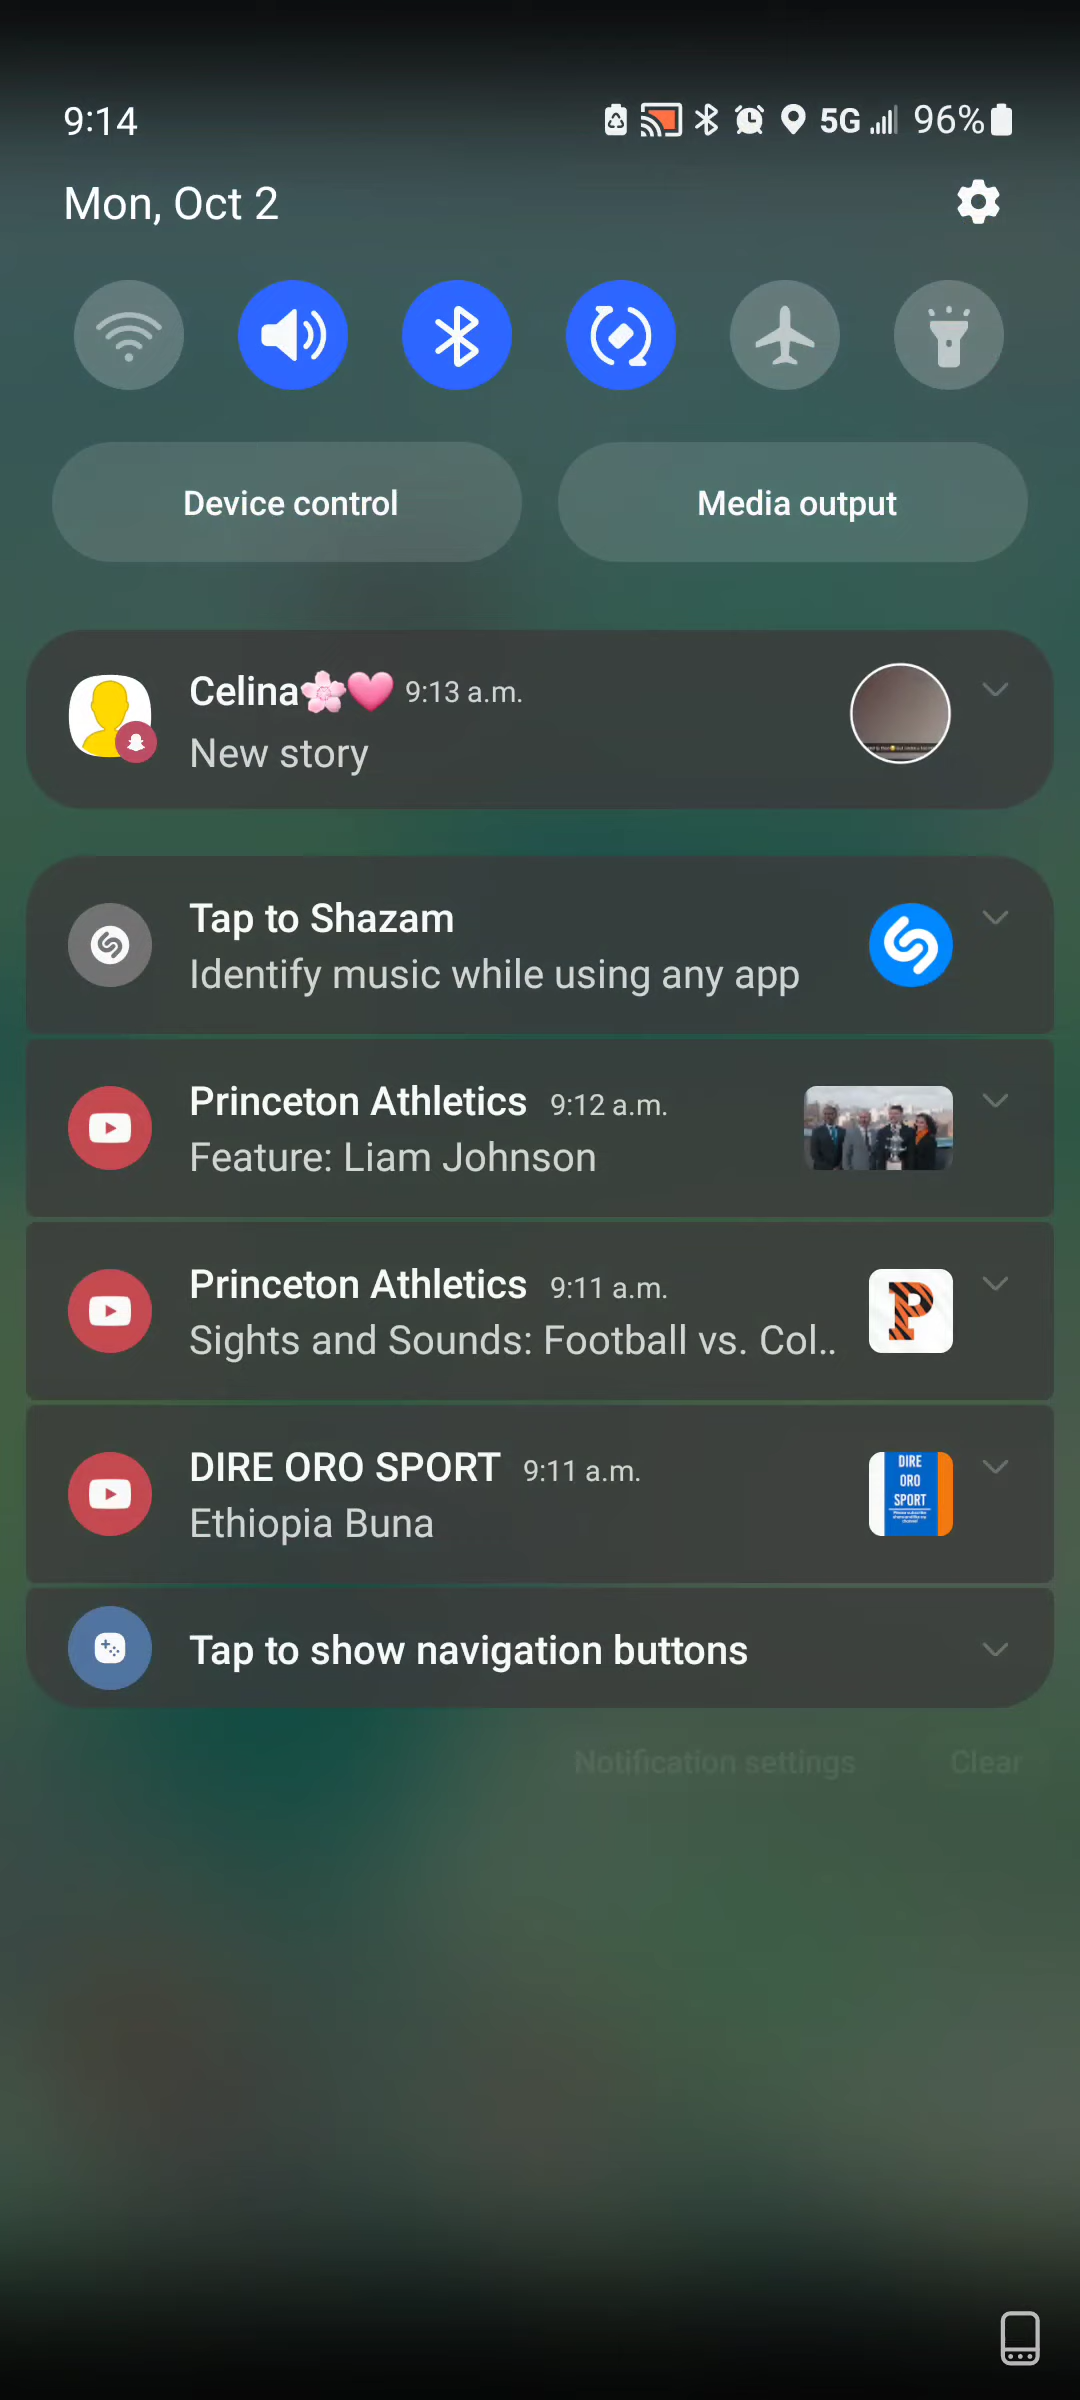 9:14 5G 96%
Mon, Oct 2
Device control
Media output
Celina🌸💗 9:13 a.m.
New story
Tap to Shazam
Identify music while using any app
Princeton Athletics 9:12 a.m.
Feature: Liam Johnson
Princeton Athletics 9:11 a.m.
Sights and Sounds: Football vs. Col..
P
DIRE ORO SPORT 9:11 a.m.
Ethiopia Buna
DIRE
ORO
SPORT
Tap to show navigation buttons
Notification settings
Clear